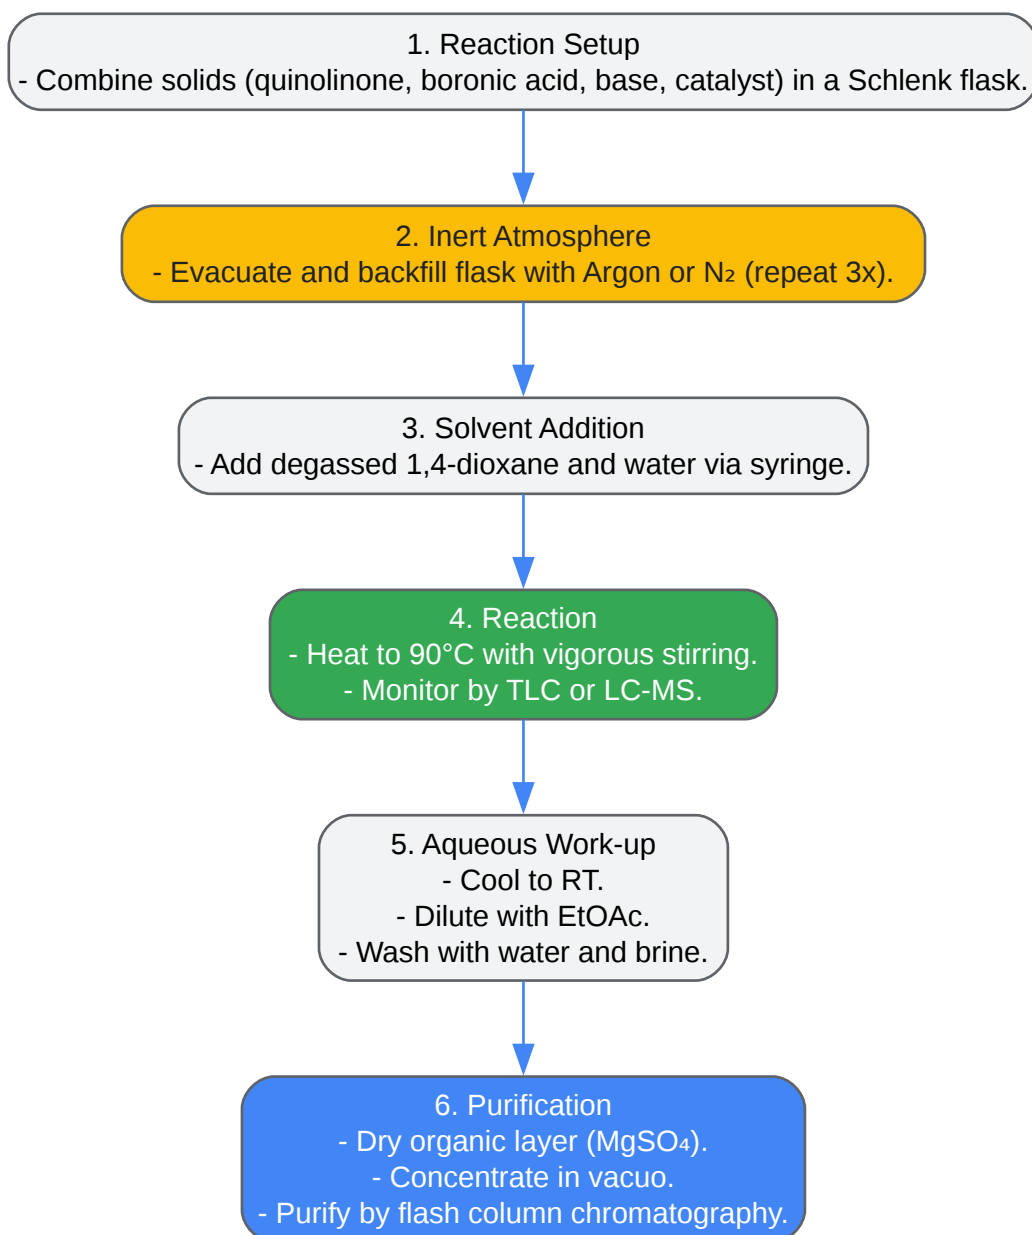 1. Reaction Setup
- Combine solids (quinolinone, boronic acid, base, catalyst) in a Schlenk flask.
2. Inert Atmosphere
- Evacuate and backfill flask with Argon or N₂ (repeat 3x).
3. Solvent Addition
- Add degassed 1,4-dioxane and water via syringe.
4. Reaction
- Heat to 90°C with vigorous stirring.
- Monitor by TLC or LC-MS.
5. Aqueous Work-up
- Cool to RT.
- Dilute with EtOAc.
- Wash with water and brine.
6. Purification
- Dry organic layer (MgSO₄).
- Concentrate in vacuo.
- Purify by flash column chromatography.